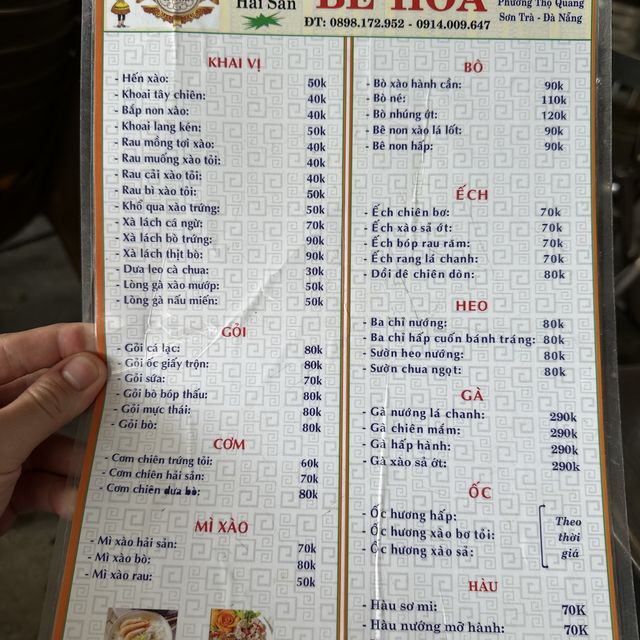 Hải Sản
BÉ HOA
ĐT: 0898.172.952 - 0914.009.647
Phường Thọ Quang
Sơn Trà - Đà Nẵng
KHAI VỊ
- Hến xào: 50k
- Khoai tây chiên: 40k
- Bắp non xào: 40k
- Khoai lang kén: 50k
- Rau mồng tơi xào: 40k
- Rau muống xào tỏi: 40k
- Rau cải xào tỏi: 40k
- Rau bì xào tỏi: 50k
- Khổ qua xào trứng: 50k
- Xà lách cá ngừ: 70k
- Xà lách bò trứng: 90k
- Xà lách thịt bò: 90k
- Dưa leo cà chua: 30k
- Lòng gà xào mướp: 50k
- Lòng gà nấu miến: 50k
GỎI
- Gỏi cá lạc: 80k
- Gỏi ốc giấy trộn: 80k
- Gỏi sứa: 70k
- Gỏi bò bóp thấu: 80k
- Gỏi mực thái: 80k
- Gỏi bò: 80k
CƠM
- Cơm chiên trứng tỏi: 60k
- Cơm chiên hải sản: 70k
- Cơm chiên dưa bò: 80k
MÌ XÀO
- Mì xào hải sản: 70k
- Mì xào bò: 80k
- Mì xào rau: 50k
BÒ
- Bò xào hành cần: 90k
- Bò né: 110k
- Bò nhúng ớt: 120k
- Bê non xào lá lốt: 90k
- Bê non hấp: 90k
ẾCH
- Ếch chiên bơ: 70k
- Ếch xào sả ớt: 70k
- Ếch bóp rau răm: 70k
- Ếch rang lá chanh: 70k
- Dồi dê chiên dòn: 80k
HEO
- Ba chỉ nướng: 80k
- Ba chỉ hấp cuốn bánh tráng: 80k
- Sườn heo nướng: 80k
- Sườn chua ngọt: 80k
GÀ
- Gà nướng lá chanh: 290k
- Gà chiên mắm: 290k
- Gà hấp hành: 290k
- Gà xào sả ớt: 290k
ỐC
- Ốc hương hấp:
- Ốc hương xào bơ tỏi:
- Ốc hương xào sả:
Theo
thời
giá
HÀU
- Hàu sơ mi: 70K
- Hàu nướng mỡ hành: 70K